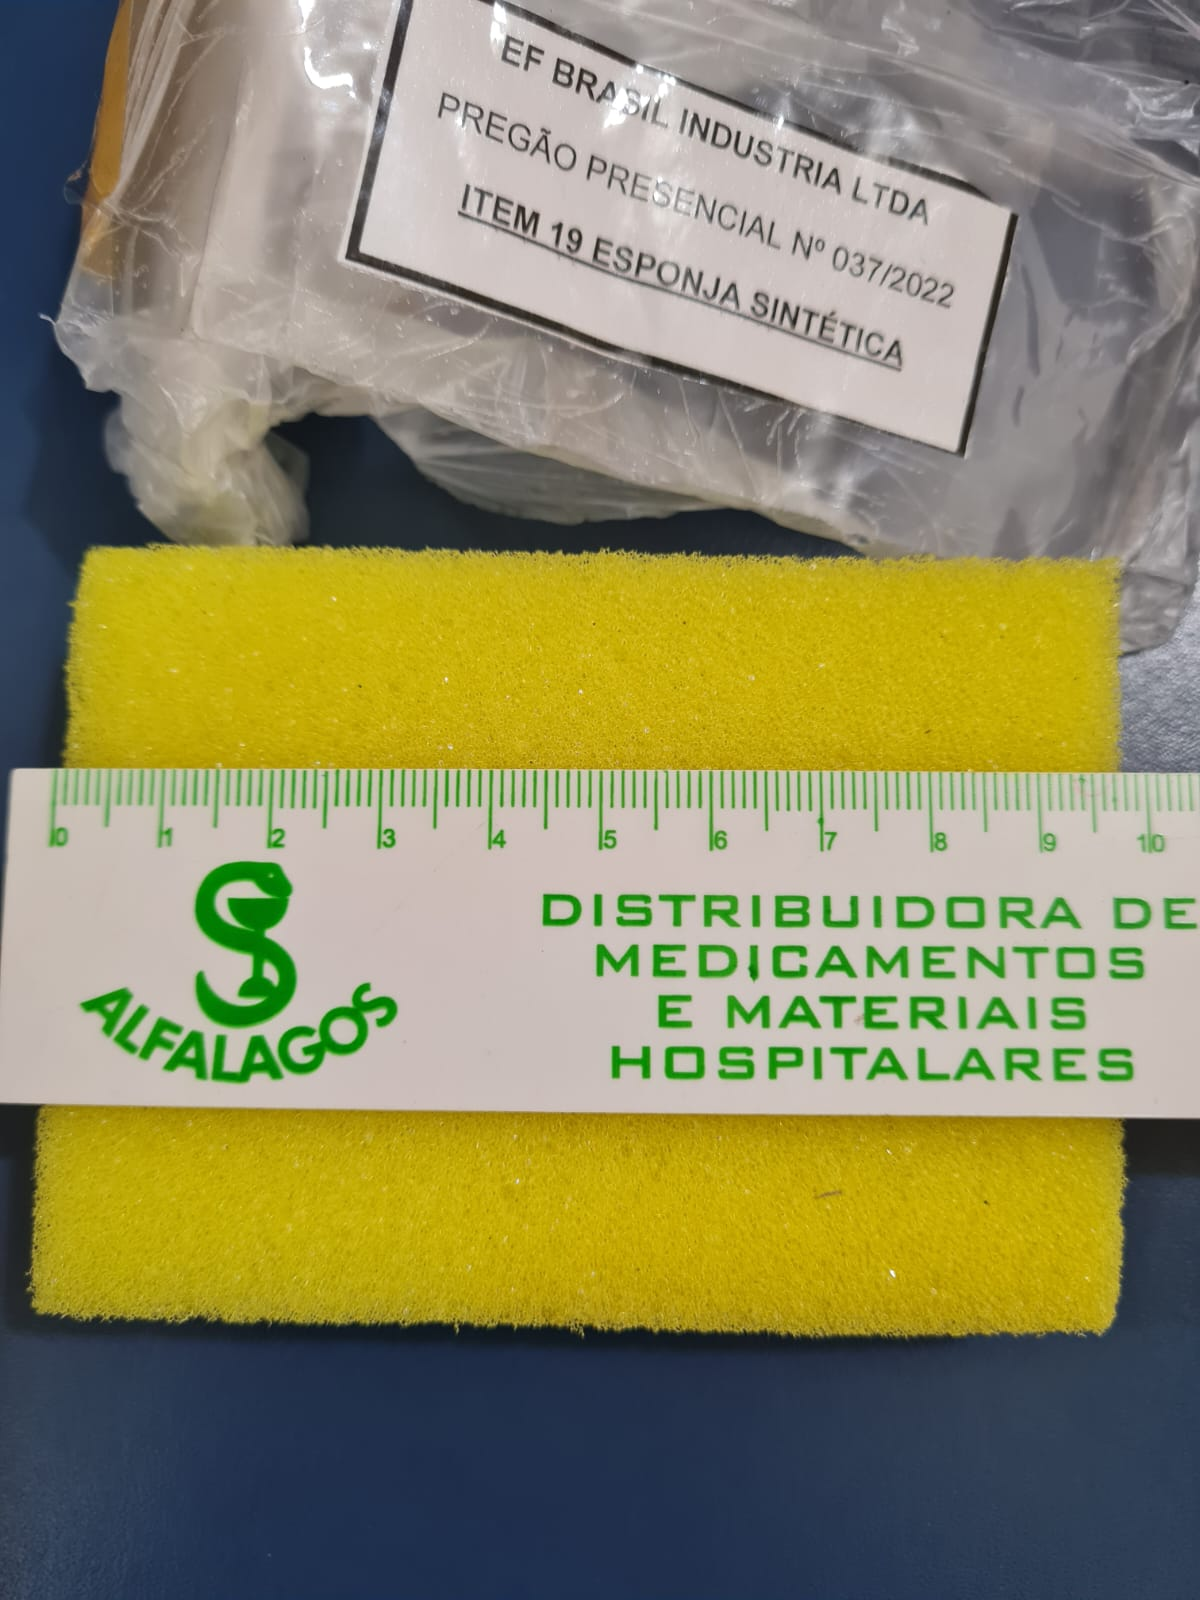 EF BRASIL INDUSTRIA LTDA
PREGÃO PRESENCIAL Nº 037/2022
ITEM 19 ESPONJA SINTÉTICA
0 1 2 3 4 5 6 7 8 9 10
ALFALAGOS
DISTRIBUIDORA DE
MEDICAMENTOS
E MATERIAIS
HOSPITALARES